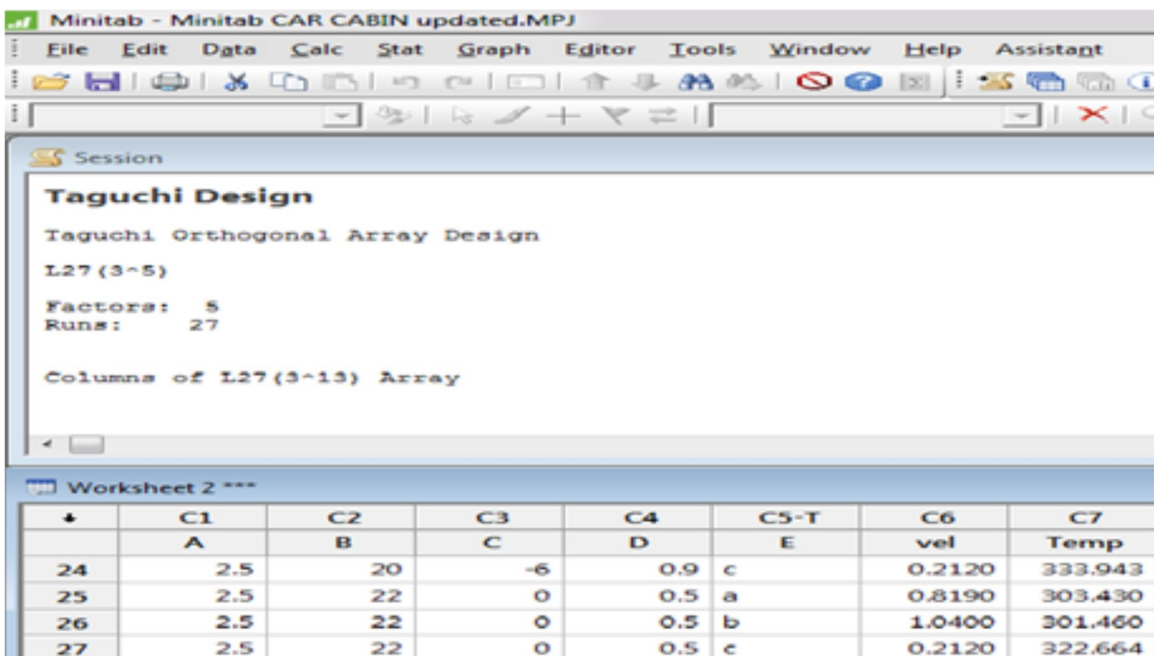 Minitab - Minitab CAR CABIN updated.MPJ
File Edit Data Calc Stat Graph Editor Tools Window Help Assistant
Session
Taguchi Design
Taguchi Orthogonal Array Design
L27(3^5)
Factors: 5
Runs: 27
Columns of L27(3^13) Array
Worksheet 2 ***
C1 C2 C3 C4 C5-T C6 C7
A B C D E vel Temp
24 2.5 20 -6 0.9 c 0.2120 333.943
25 2.5 22 0 0.5 a 0.8190 303.430
26 2.5 22 0 0.5 b 1.0400 301.460
27 2.5 22 0 0.5 c 0.2120 322.664